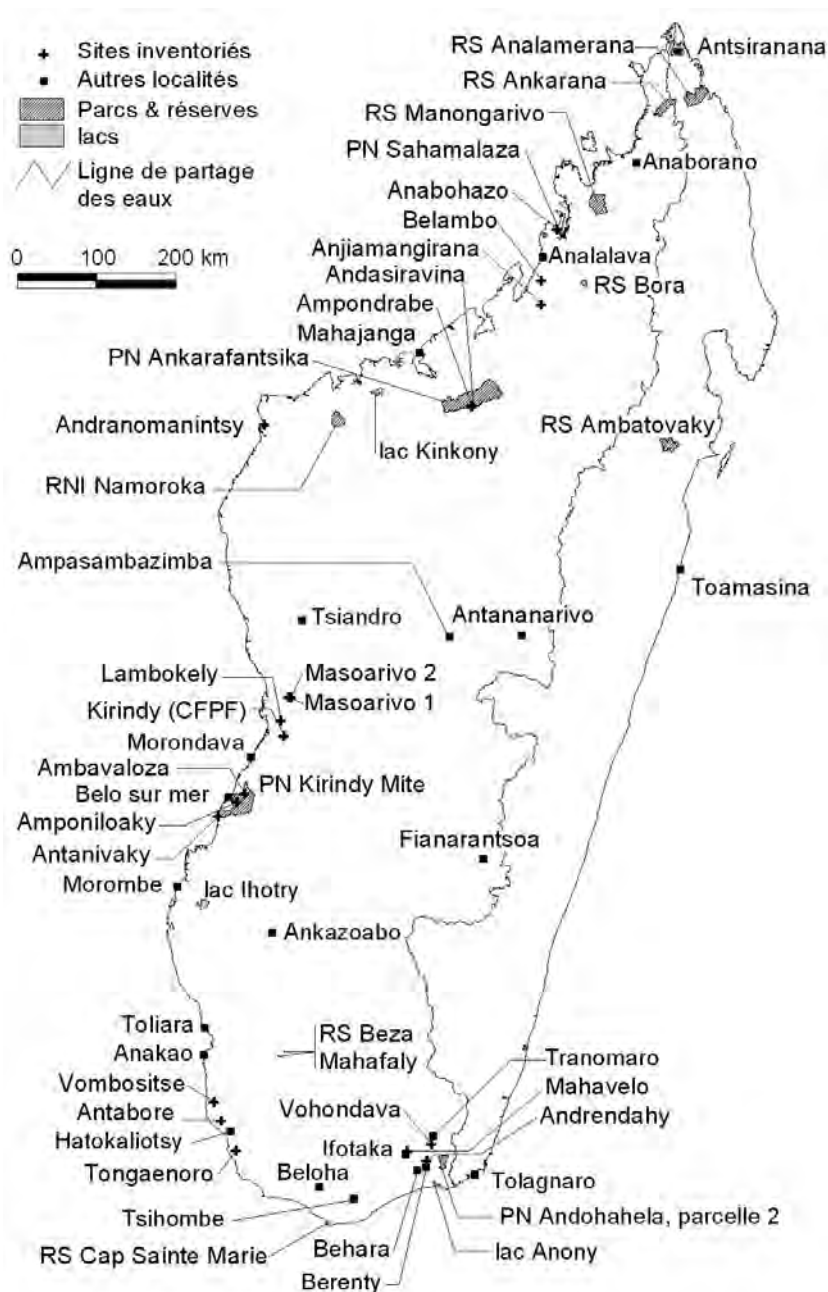 Sites inventoriés
Autres localités
Parcs & réserves
lacs
Ligne de partage
des eaux
0 100 200 km
RS Analamerana
Antsiranana
RS Ankarana
RS Manongarivo
PN Sahamalaza
Anaborano
Anabohazo
Belambo
Anjiamangirana
Analalava
Andasiravina
RS Bora
Ampondrabe
Mahajanga
PN Ankarafantsika
Andranomanintsy
RS Ambatovaky
lac Kinkony
RNI Namoroka
Ampasambazimba
Toamasina
Tsiandro
Antananarivo
Lambokely
Masoarivo 2
Kirindy (CFPF)
Masoarivo 1
Morondava
Ambavaloza
PN Kirindy Mite
Belo sur mer
Amponiloaky
Antanivaky
Fianarantsoa
Morombe
lac Ihotry
Ankazoabo
Toliara
RS Beza
Mahafaly
Anakao
Tranomaro
Vombositse
Mahavelo
Vohondava
Antabore
Andrendahy
Hatokaliotsy
Ifotaka
Tongaenoro
Beloha
Tolagnaro
Tsihombe
PN Andohahela, parcelle 2
RS Cap Sainte Marie
Behara
lac Anony
Berenty